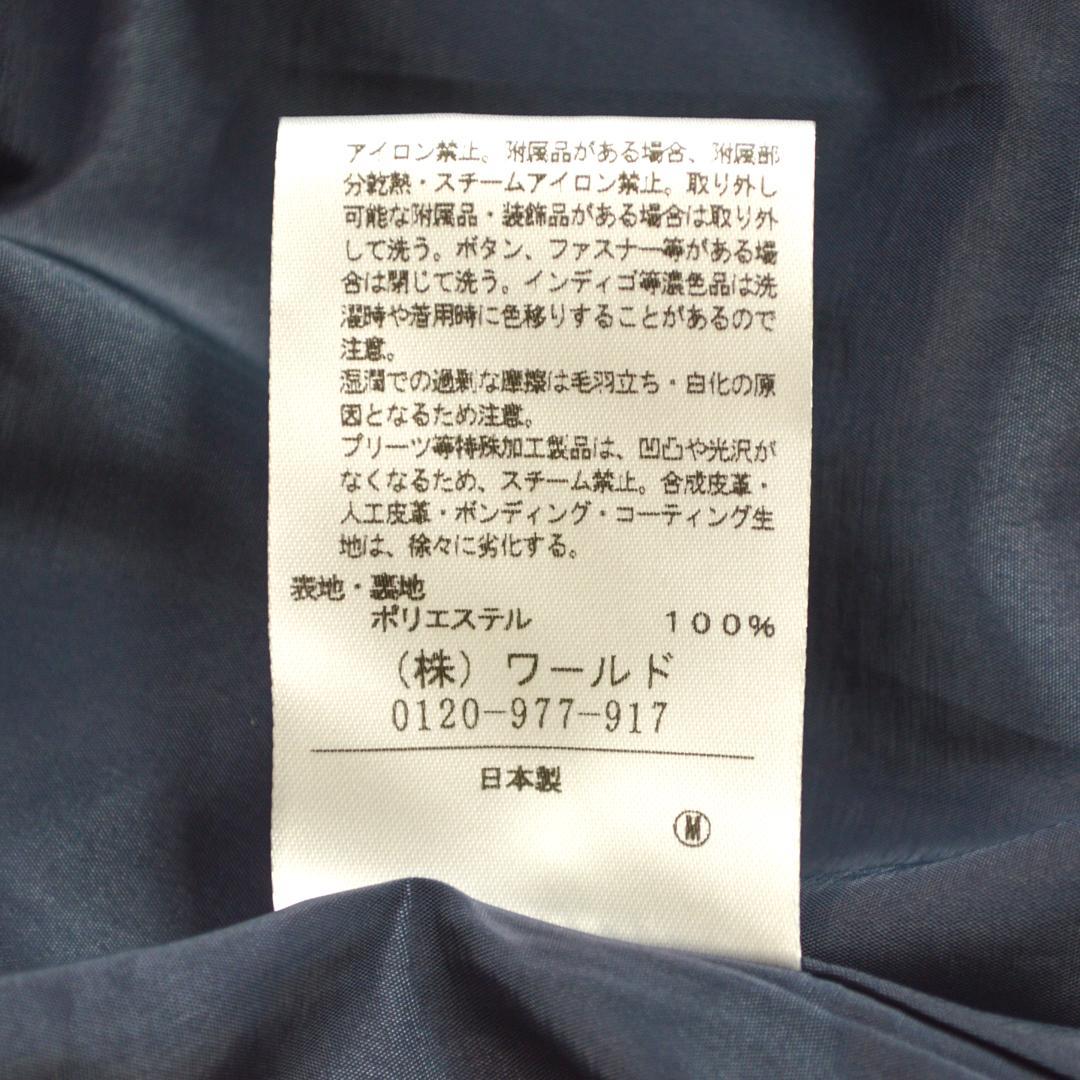 アイロン禁止。附属品がある場合、附属部
分乾熱・スチームアイロン禁止。取り外し
可能な附属品・装飾品がある場合は取り外
して洗う。ボタン、ファスナー等がある場
合は閉じて洗う。インディゴ等濃色品は洗
濯時や着用時に色移りすることがあるので
注意。
湿潤での過剰な摩擦は毛羽立ち・白化の原
因となるため注意。
プリーツ等特殊加工製品は、凹凸や光沢が
なくなるため、スチーム禁止。合成皮革・
人工皮革・ボンディング・コーティング生
地は、徐々に劣化する。
表地・裏地
ポリエステル　100%
(株)ワールド
0120-977-917
日本製
Ⓜ